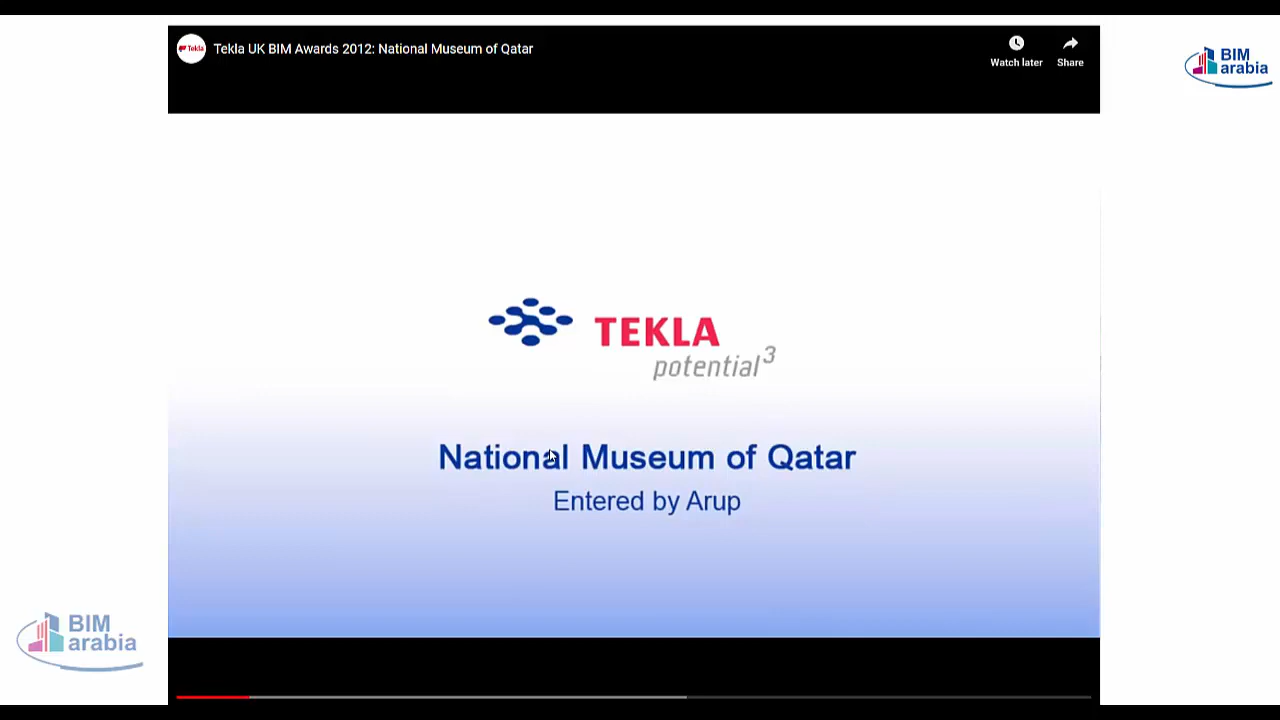 Tekla
Tekla UK BIM Awards 2012: National Museum of Qatar
Watch later
Share
BIM
arabia
TEKLA
potential³
National Museum of Qatar
Entered by Arup
BIM
arabia